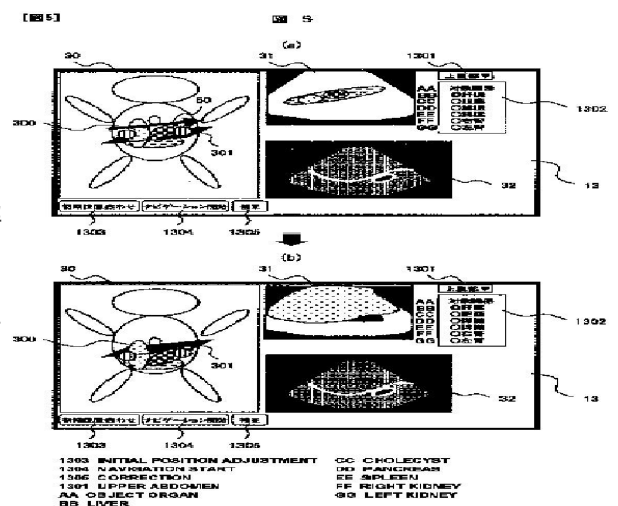 【図5】
図 5
(a)
30
31
1301
50
300
301
AA
BB
CC
DD
EE
FF
GG
1302
32
13
1303
1304
1305
(b)
30
31
1301
300
301
AA
BB
CC
DD
EE
FF
GG
1302
32
13
1303
1304
1305
1303 INITIAL POSITION ADJUSTMENT
1304 NAVIGATION START
1305 CORRECTION
1301 UPPER ABDOMEN
AA OBJECT ORGAN
BB LIVER
CC CHOLECYST
DD PANCREAS
EE SPLEEN
FF RIGHT KIDNEY
GG LEFT KIDNEY